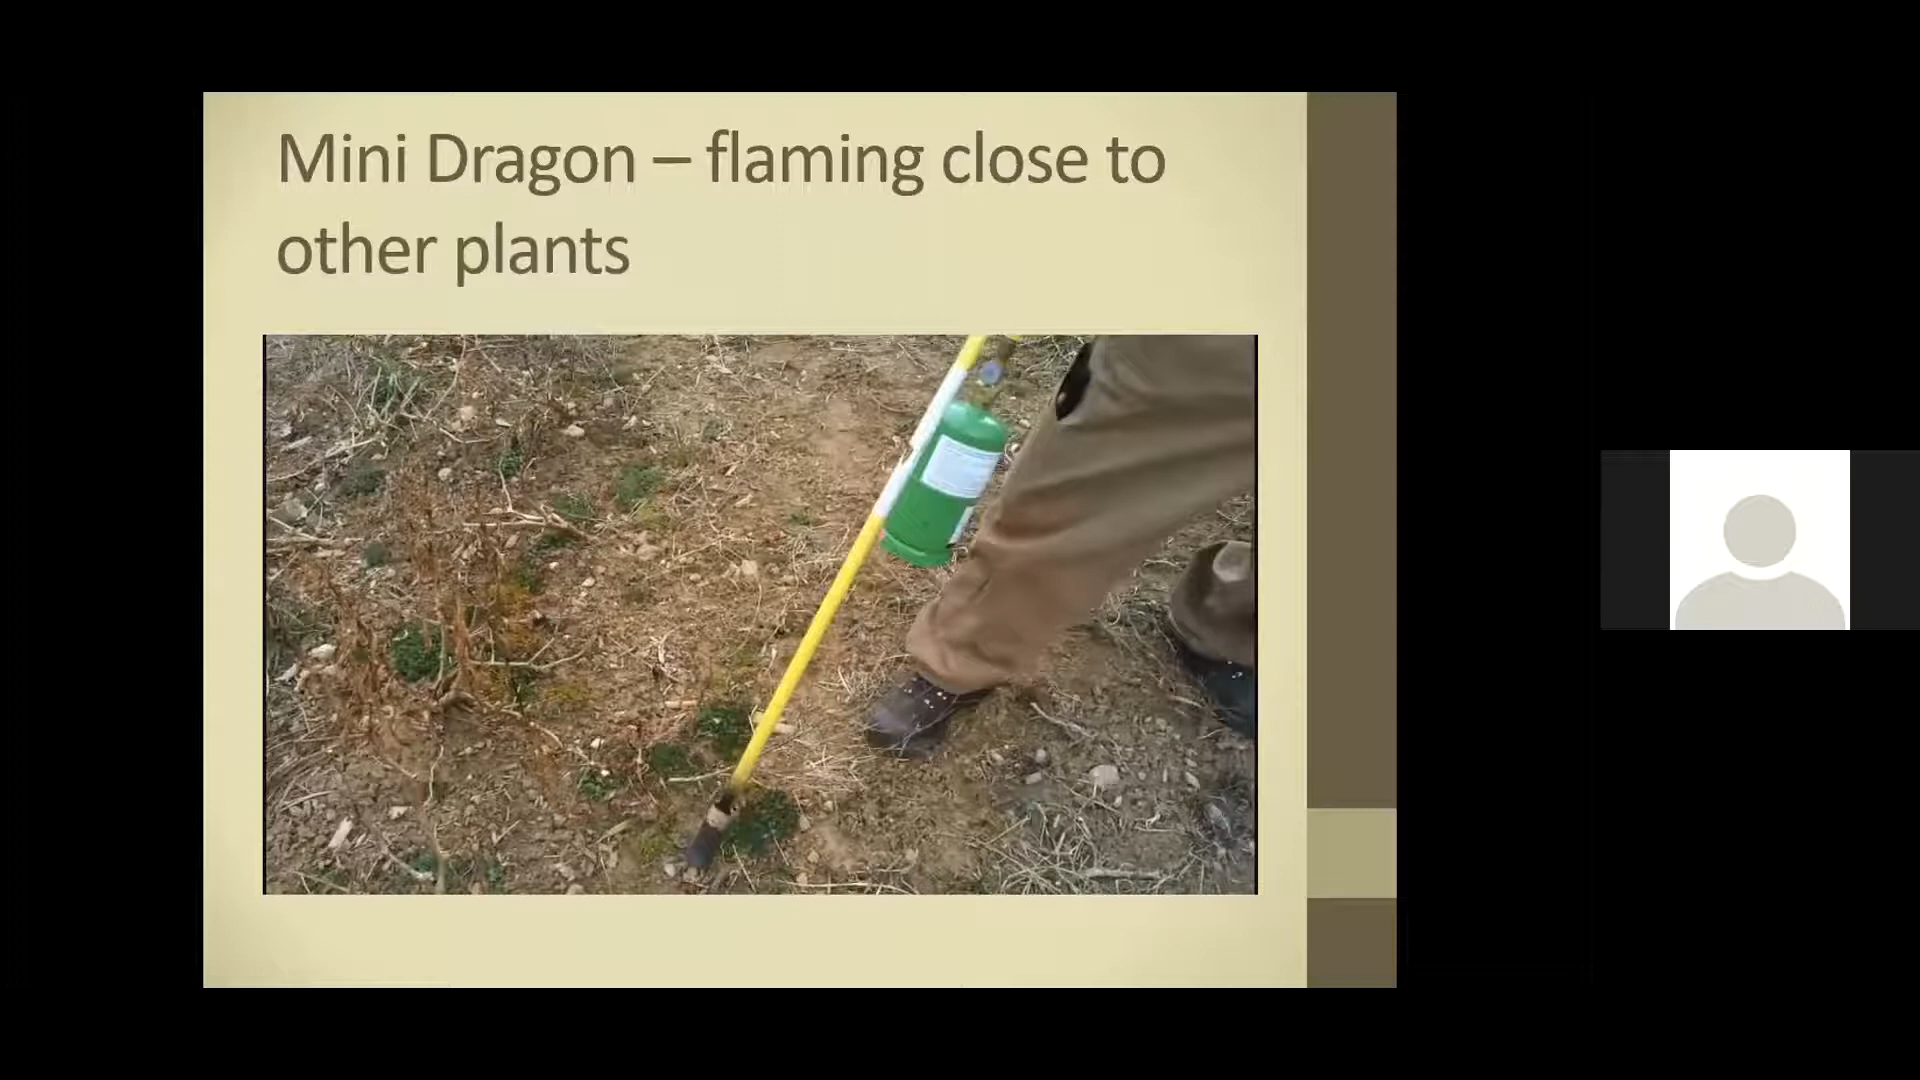 Mini Dragon – flaming close to
other plants